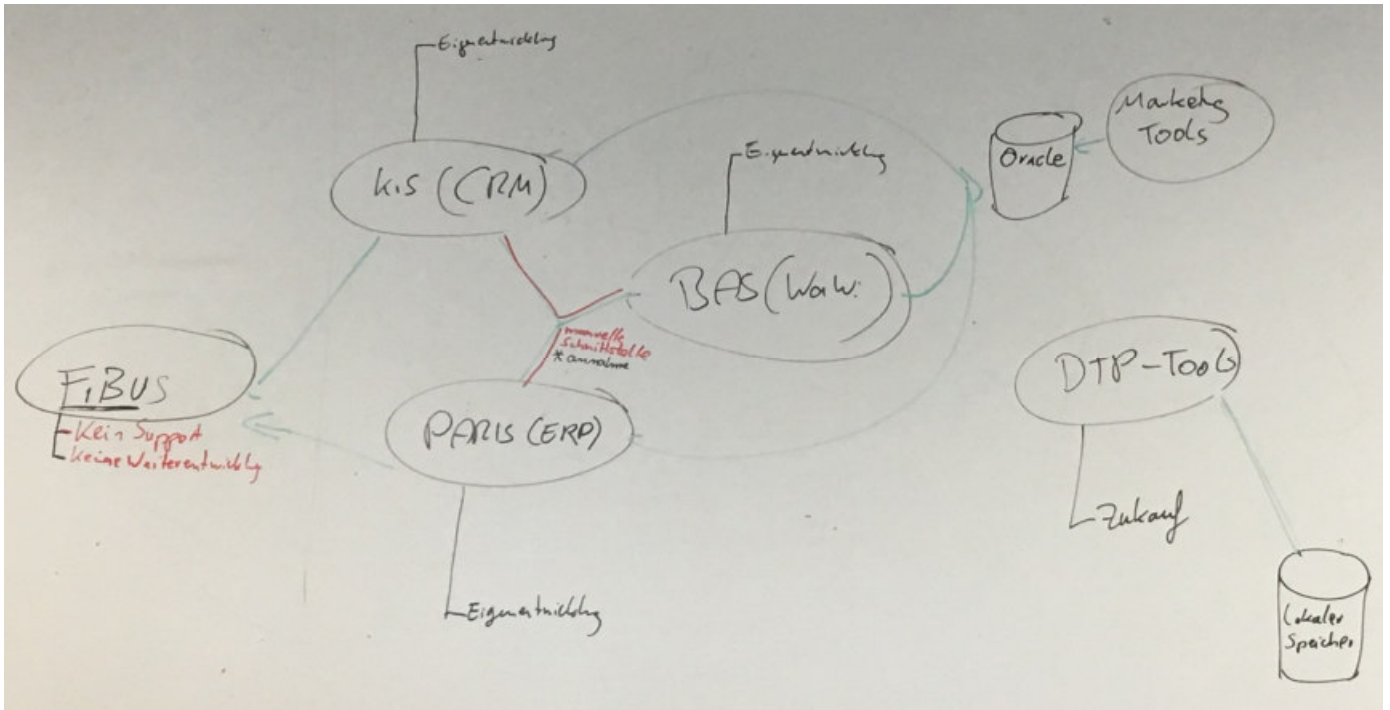 Eigenentwicklung
KIS (CRM)
Eigenentwicklung
BAS (WaWi)
Oracle
Marketing
Tools
FiBUS
- Kein Support
- Keine Weiterentwicklung
manuelle
Schnittstelle
* annahme
PARIS (ERP)
Eigenentwicklung
DTP-Tools
Zukauf
Lokaler
Speicher